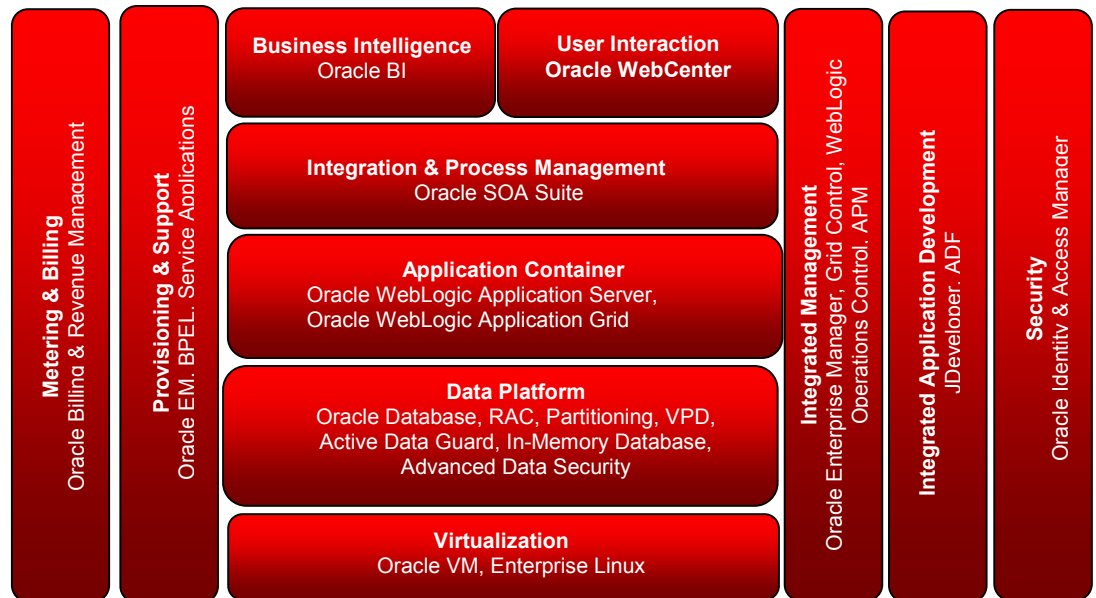 Metering & Billing
Oracle Billing & Revenue Management
Provisioning & Support
Oracle EM, BPEL, Service Applications
Business Intelligence
Oracle BI
User Interaction
Oracle WebCenter
Integration & Process Management
Oracle SOA Suite
Application Container
Oracle WebLogic Application Server,
Oracle WebLogic Application Grid
Data Platform
Oracle Database, RAC, Partitioning, VPD,
Active Data Guard, In-Memory Database,
Advanced Data Security
Virtualization
Oracle VM, Enterprise Linux
Integrated Management
Oracle Enterprise Manager, Grid Control, WebLogic
Operations Control, APM
Integrated Application Development
JDeveloper, ADF
Security
Oracle Identity & Access Manager